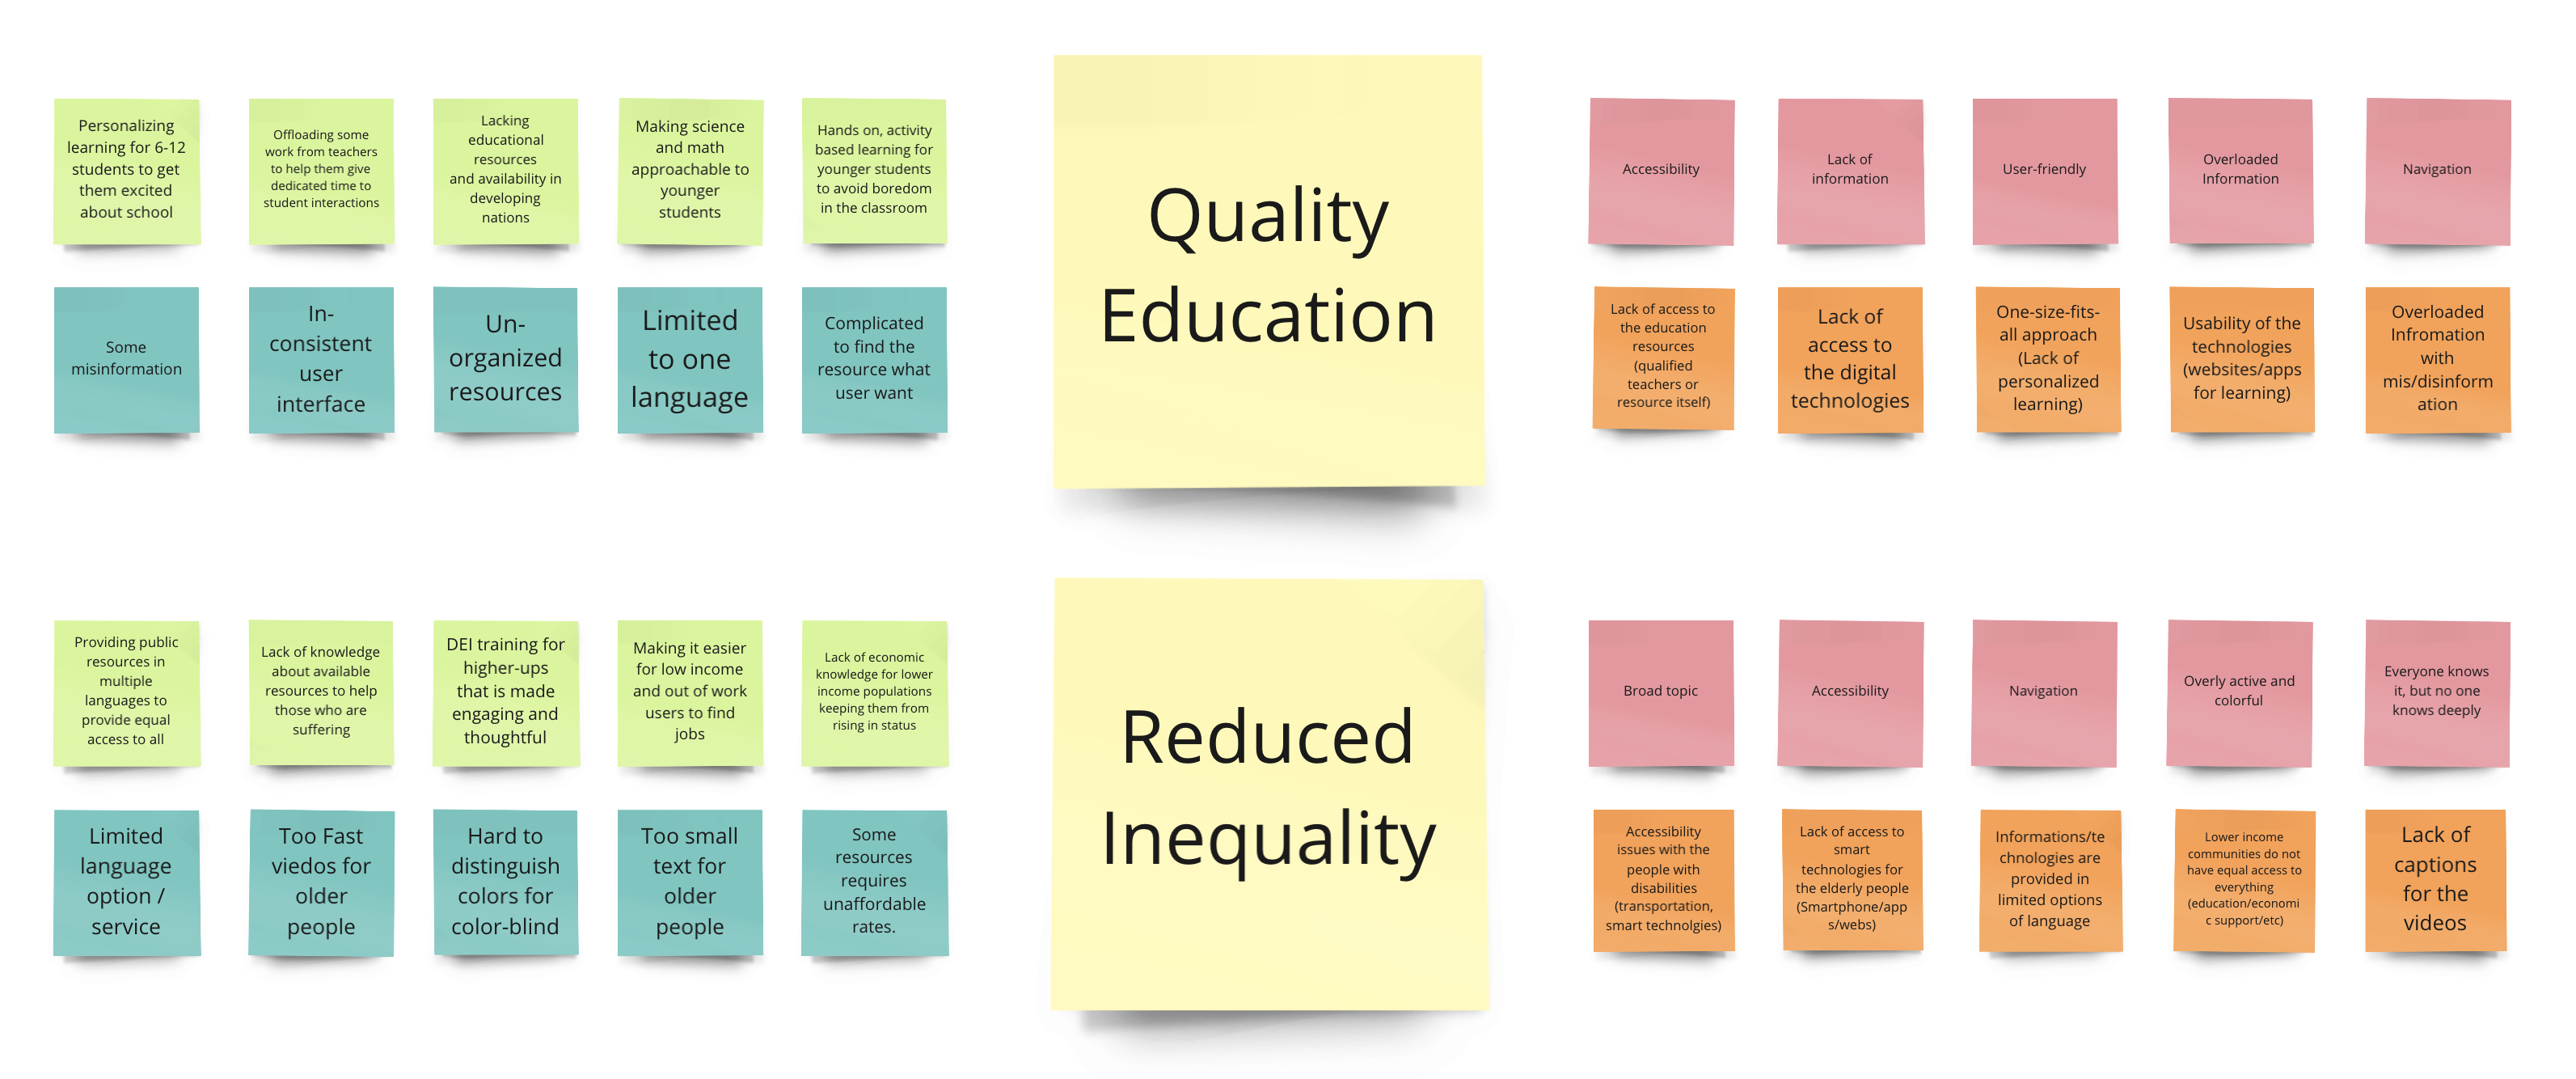 Personalizing
learning for 6-12
students to get
them excited
about school
Offloading some
work from teachers
to help them give
dedicated time to
student interactions
Lacking
educational
resources
and availability in
developing
nations
Making science
and math
approachable to
younger
students
Hands on, activity
based learning for
younger students
to avoid boredom
in the classroom
Some
misinformation
In-
consistent
user
interface
Un-
organized
resources
Limited
to one
language
Complicated
to find the
resource what
user want
Quality
Education
Accessibility
Lack of
information
User-friendly
Overloaded
Information
Navigation
Lack of access to
the education
resources
(qualified
teachers or
resource itself)
Lack of
access to
the digital
technologies
One-size-fits-
all approach
(Lack of
personalized
learning)
Usability of the
technologies
(websites/apps
for learning)
Overloaded
Infromation
with
mis/disinform
ation
Providing public
resources in
multiple
languages to
provide equal
access to all
Lack of knowledge
about available
resources to help
those who are
suffering
DEI training for
higher-ups
that is made
engaging and
thoughtful
Making it easier
for low income
and out of work
users to find
jobs
Lack of economic
knowledge for lower
income populations
keeping them from
rising in status
Limited
language
option /
service
Too Fast
viedos for
older
people
Hard to
distinguish
colors for
color-blind
Too small
text for
older
people
Some
resources
requires
unaffordable
rates.
Reduced
Inequality
Broad topic
Accessibility
Navigation
Overly active and
colorful
Everyone knows
it, but no one
knows deeply
Accessibility
issues with the
people with
disabilities
(transportation,
smart technolgies)
Lack of access to
smart
technologies for
the elderly people
(Smartphone/app
s/webs)
Informations/te
chnologies are
provided in
limited options
of language
Lower income
communities do not
have equal access to
everything
(education/economi
c support/etc)
Lack of
captions
for the
videos